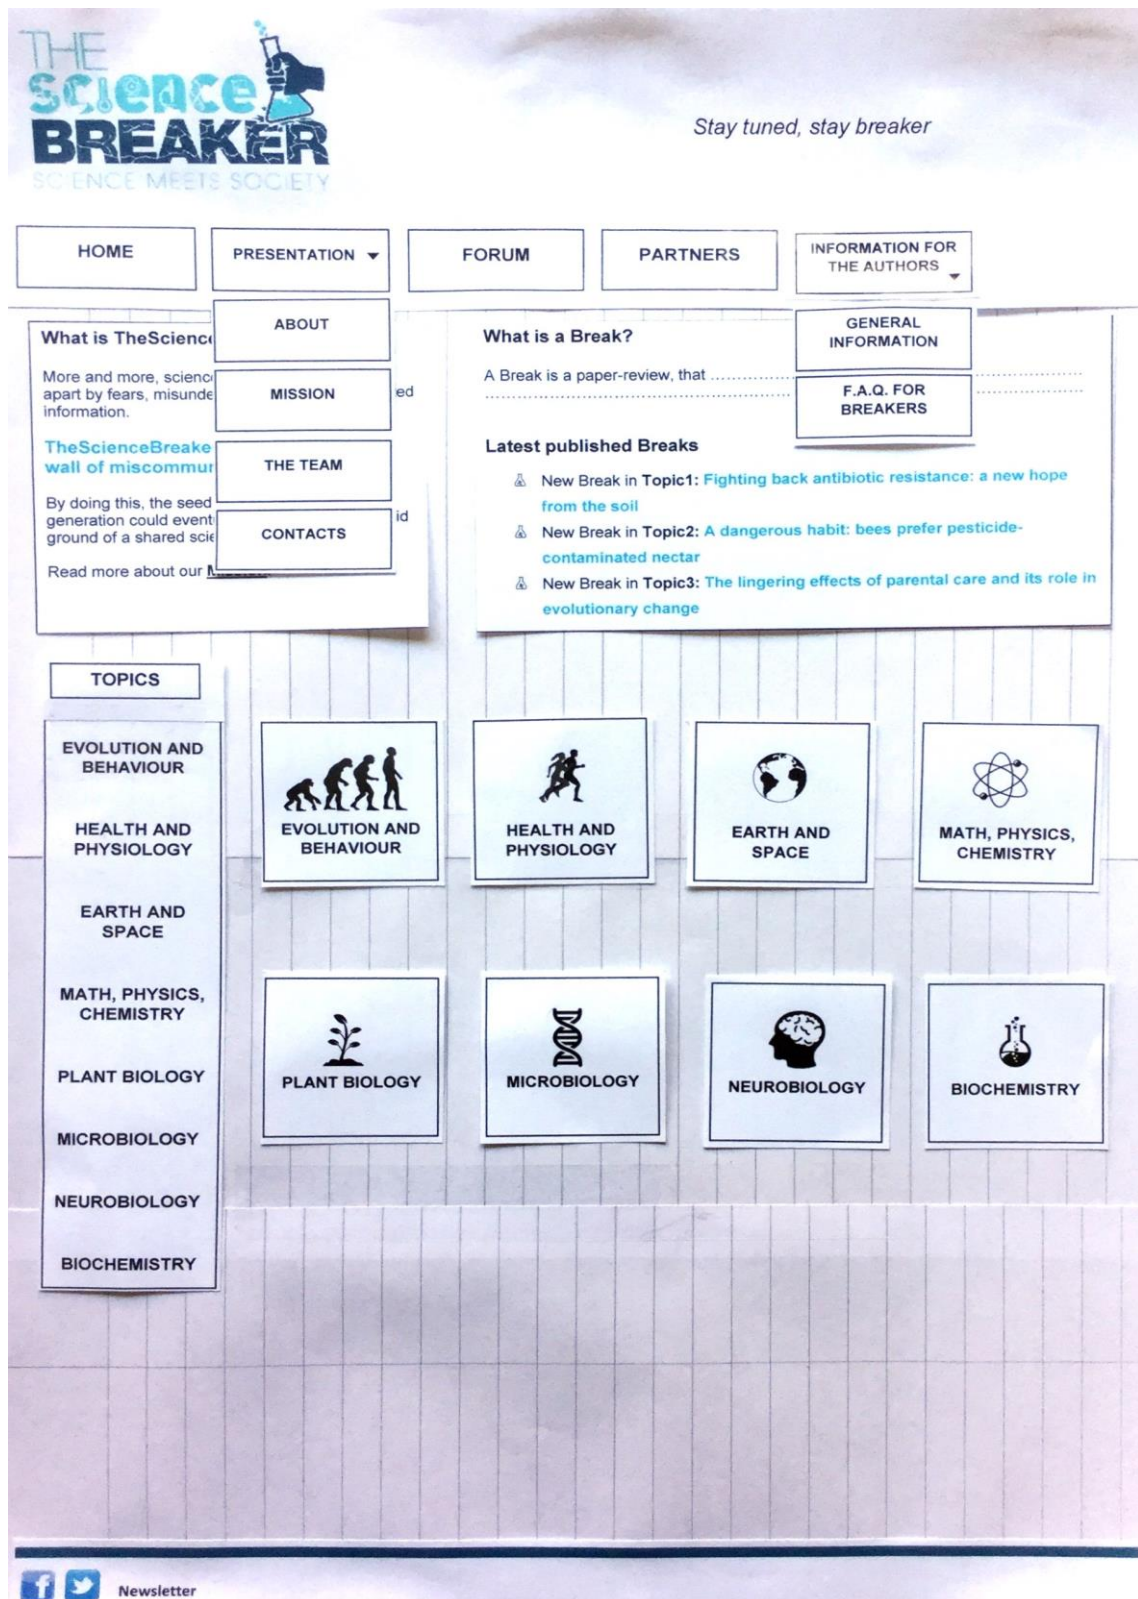 THE
science
BREAKER
SCIENCE MEETS SOCIETY
Stay tuned, stay breaker
HOME
PRESENTATION
FORUM
PARTNERS
INFORMATION FOR
THE AUTHORS
ABOUT
MISSION
THE TEAM
CONTACTS
GENERAL
INFORMATION
F.A.Q. FOR
BREAKERS
What is TheScienc
More and more, scienc
apart by fears, misunde ed
information.
TheScienceBreake
wall of miscommu
By doing this, the seed
generation could event id
ground of a shared scie
Read more about our
What is a Break?
A Break is a paper-review, that ....................
Latest published Breaks
New Break in Topic1: Fighting back antibiotic resistance: a new hope
from the soil
New Break in Topic2: A dangerous habit: bees prefer pesticide-
contaminated nectar
New Break in Topic3: The lingering effects of parental care and its role in
evolutionary change
TOPICS
EVOLUTION AND
BEHAVIOUR
HEALTH AND
PHYSIOLOGY
EARTH AND
SPACE
MATH, PHYSICS,
CHEMISTRY
PLANT BIOLOGY
MICROBIOLOGY
NEUROBIOLOGY
BIOCHEMISTRY
EVOLUTION AND
BEHAVIOUR
HEALTH AND
PHYSIOLOGY
EARTH AND
SPACE
MATH, PHYSICS,
CHEMISTRY
PLANT BIOLOGY
MICROBIOLOGY
NEUROBIOLOGY
BIOCHEMISTRY
Newsletter